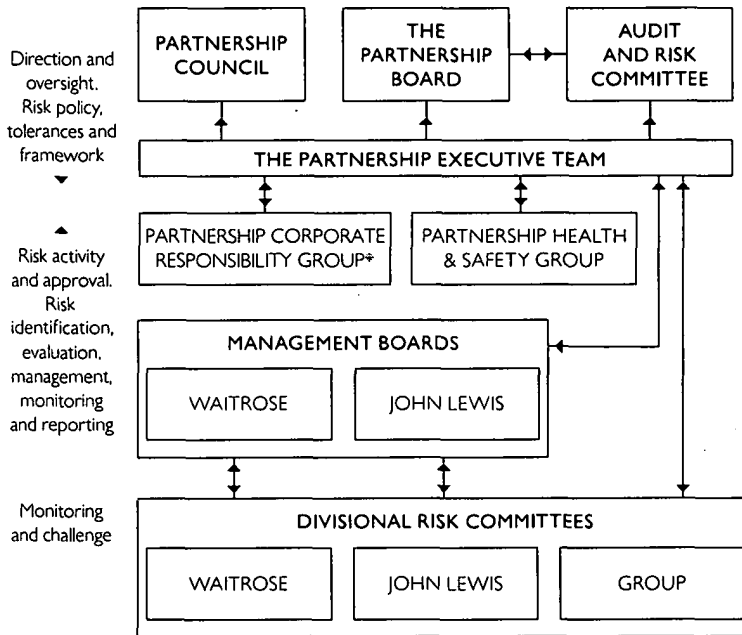 PARTNERSHIP
COUNCIL
THE
PARTNERSHIP
BOARD
AUDIT
AND RISK
COMMITTEE
Direction and
oversight.
Risk policy,
tolerances and
framework
THE PARTNERSHIP EXECUTIVE TEAM
PARTNERSHIP CORPORATE
RESPONSIBILITY GROUP*
PARTNERSHIP HEALTH
& SAFETY GROUP
Risk activity
and approval.
Risk
identification,
evaluation,
management,
monitoring
and reporting
MANAGEMENT BOARDS
WAITROSE
JOHN LEWIS
Monitoring
and challenge
DIVISIONAL RISK COMMITTEES
WAITROSE
JOHN LEWIS
GROUP